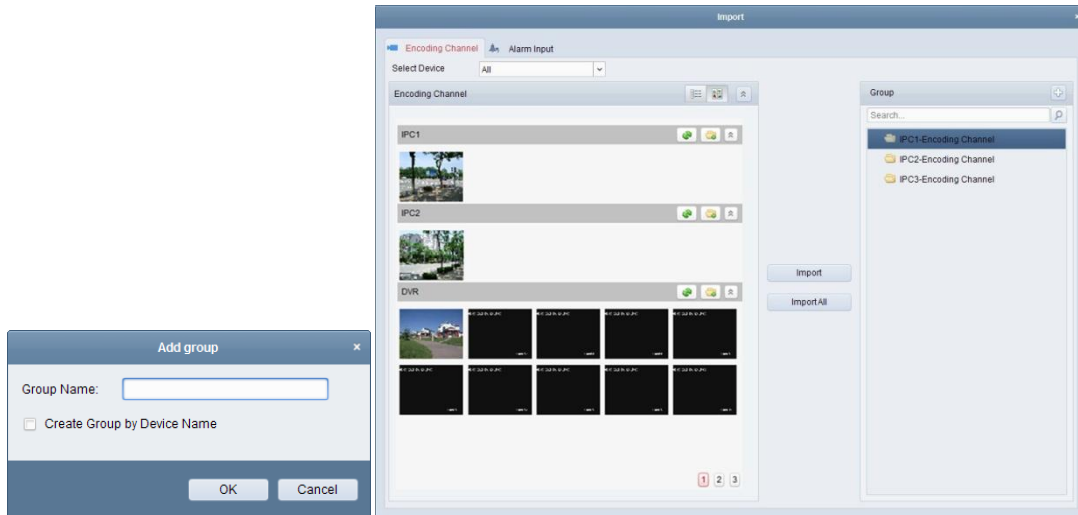 Add group
×
Group Name:
Create Group by Device Name
OK Cancel
Import
×
Encoding Channel Alarm Input
Select Device All
Encoding Channel
IPC1
IPC2
DVR
1 2 3
Import
Import All
Group
Search...
IPC1-Encoding Channel
IPC2-Encoding Channel
IPC3-Encoding Channel